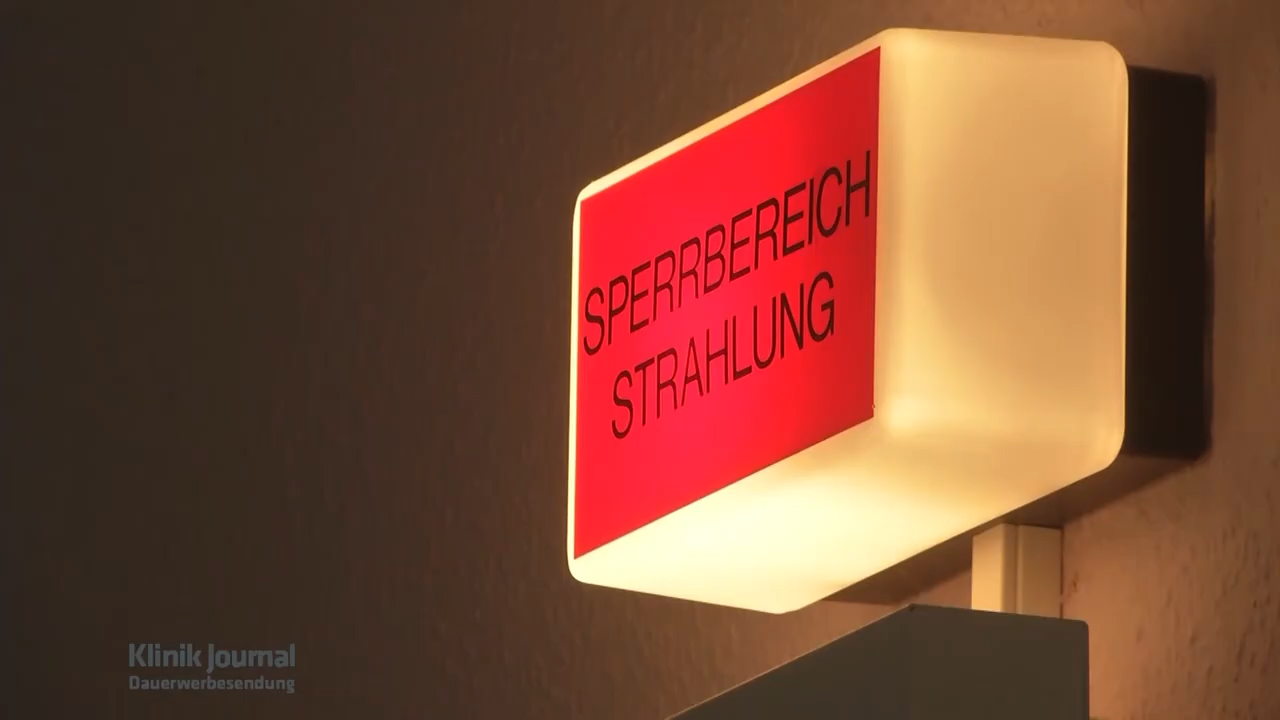 SPERRBEREICH
STRAHLUNG
Klinik Journal
Dauerwerbesendung